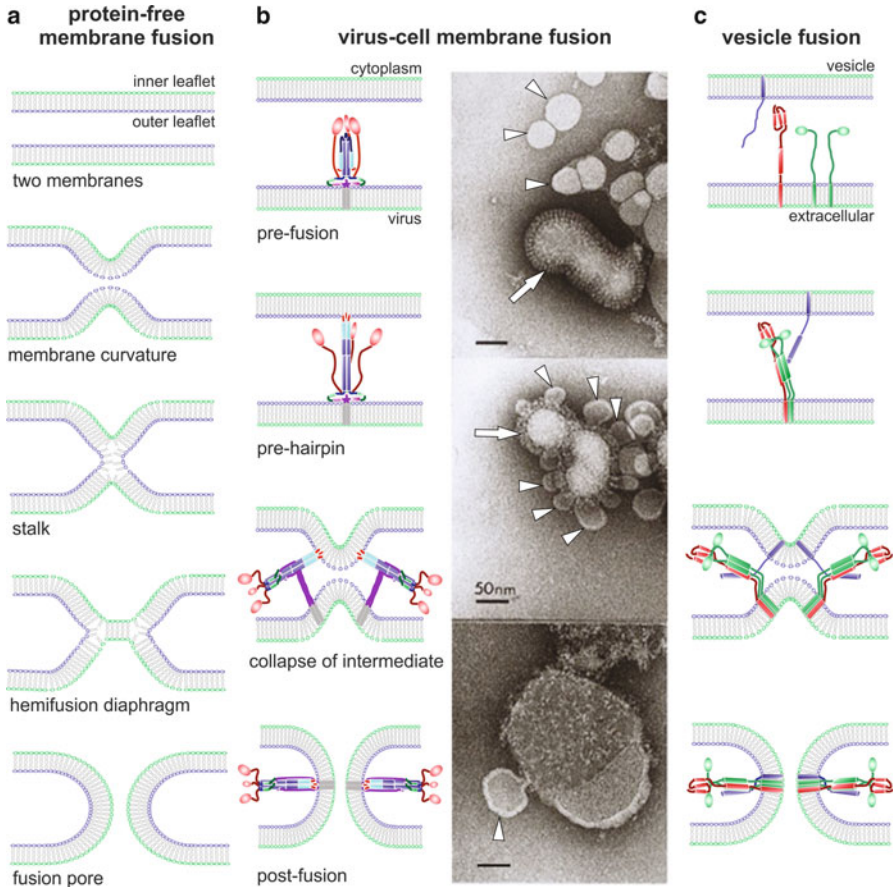 a
protein-free
membrane fusion
inner leaflet
outer leaflet
two membranes
membrane curvature
stalk
hemifusion diaphragm
fusion pore
b
virus-cell membrane fusion
cytoplasm
virus
pre-fusion
pre-hairpin
collapse of intermediate
post-fusion
50nm
c
vesicle fusion
vesicle
extracellular